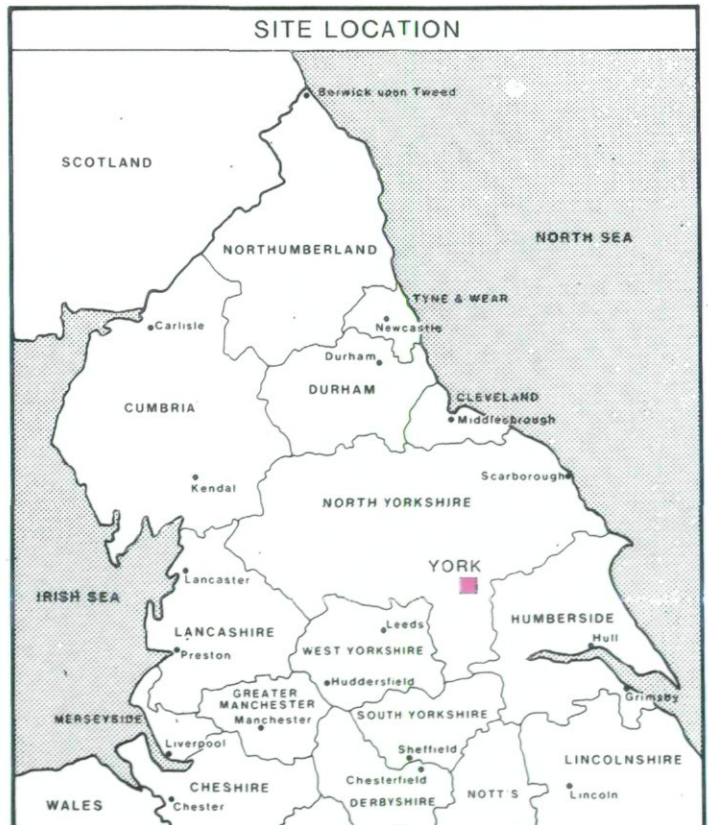 SITE LOCATION
Berwick upon Tweed
SCOTLAND
NORTH SEA
NORTHUMBERLAND
TYNE & WEAR
Carlisle
Newcastle
Durham
DURHAM
CLEVELAND
CUMBRIA
Middlesbrough
Scarborough
Kendal
NORTH YORKSHIRE
YORK
Lancaster
IRISH SEA
HUMBERSIDE
Leeds
LANCASHIRE
Hull
WEST YORKSHIRE
Preston
Huddersfield
GREATER
MANCHESTER
Grimsby
SOUTH YORKSHIRE
MERSEYSIDE
Manchester
Liverpool
Sheffield
LINCOLNSHIRE
Chesterfield
CHESHIRE
NOTT'S
Lincoln
DERBYSHIRE
WALES
Chester